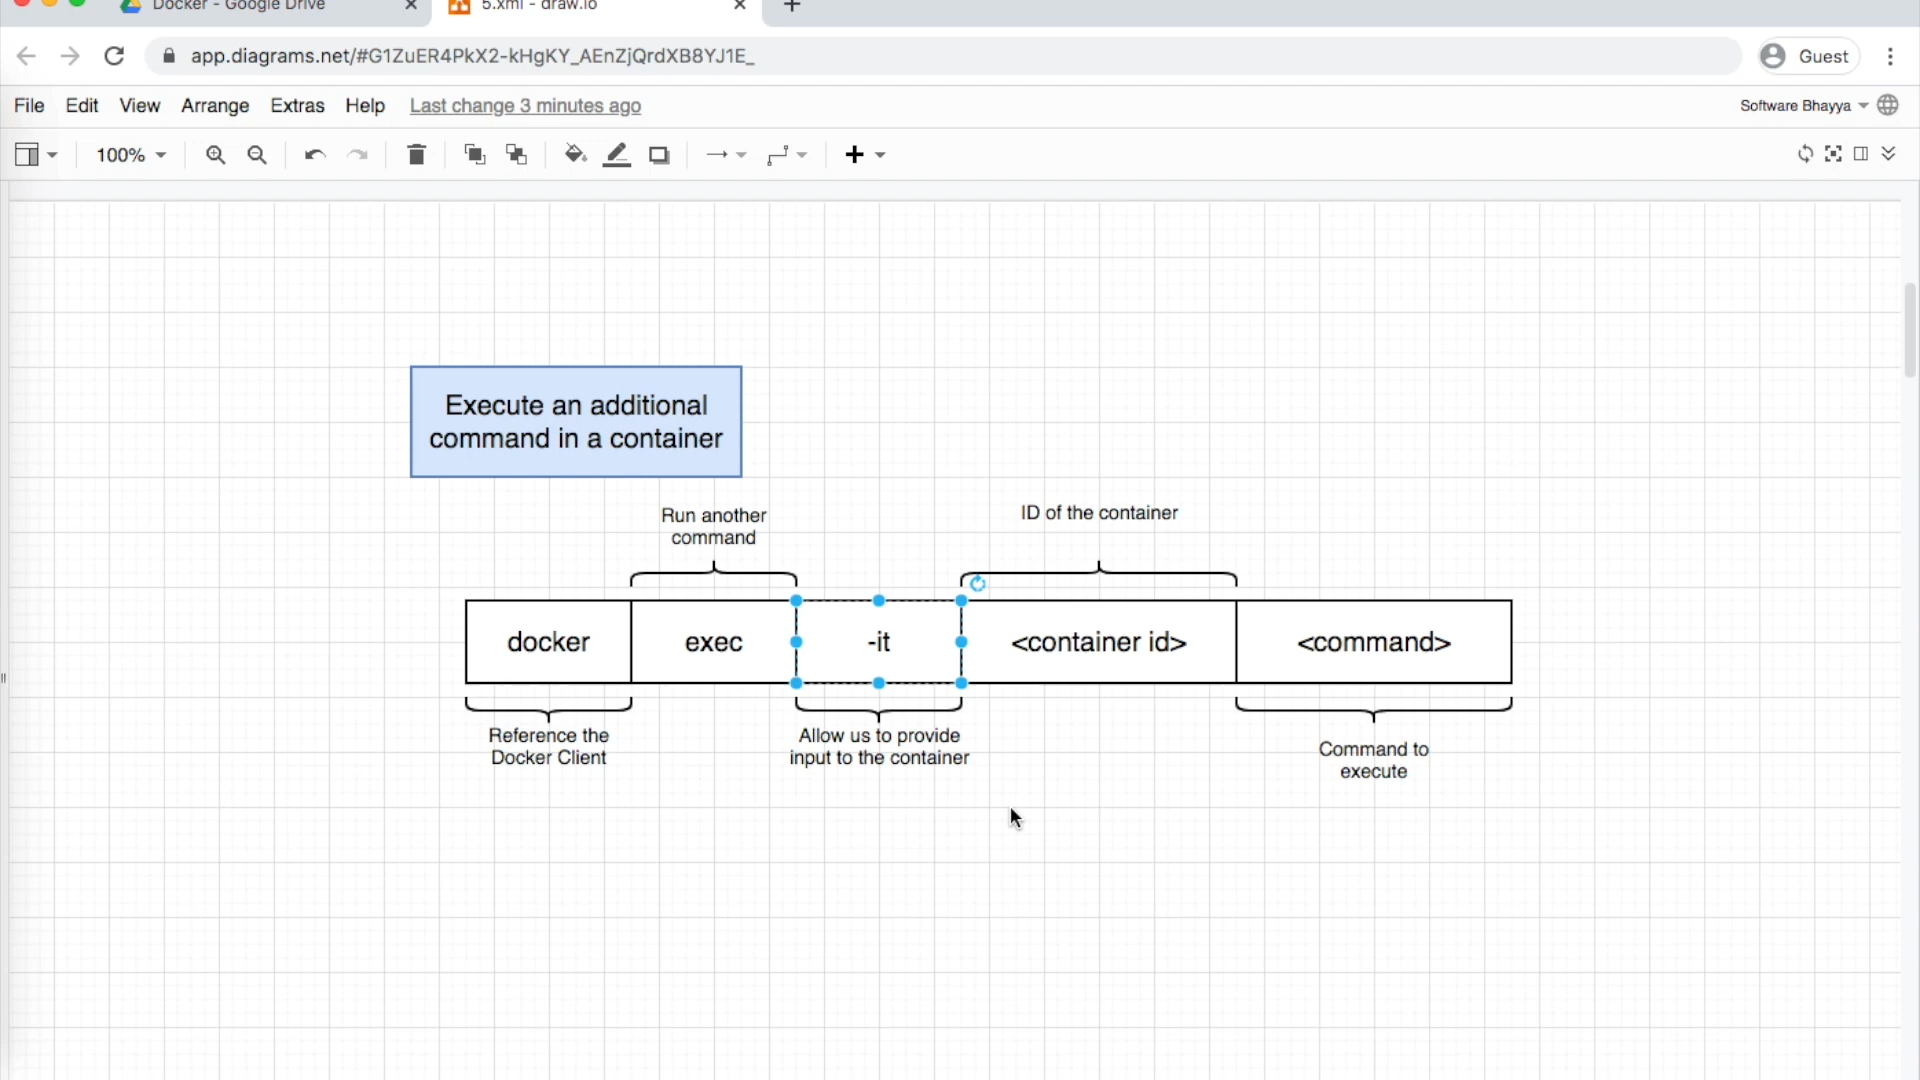 Docker - Google Drive
5.xml - draw.io
app.diagrams.net/#G1ZuER4PkX2-kHgKY_AEnZjQrdXB8YJ1E_
Guest
File Edit View Arrange Extras Help Last change 3 minutes ago
Software Bhayya
100%
Execute an additional
command in a container
Run another
command
ID of the container
docker
exec
-it
<container id>
<command>
Reference the
Docker Client
Allow us to provide
input to the container
Command to
execute